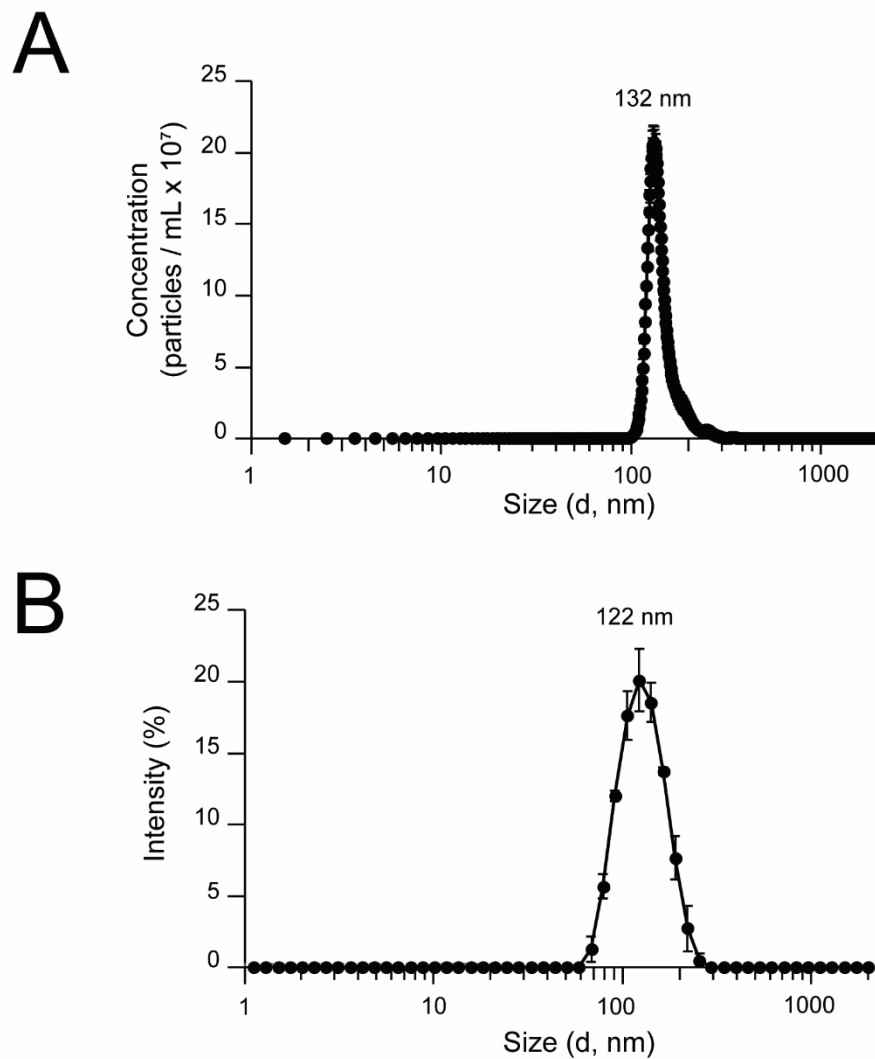 A
132 nm
Concentration
(particles / mL x 10⁷)
25
20
15
10
5
0
1 10 100 1000
Size (d, nm)
B
122 nm
Intensity (%)
25
20
15
10
5
0
1 10 100 1000
Size (d, nm)